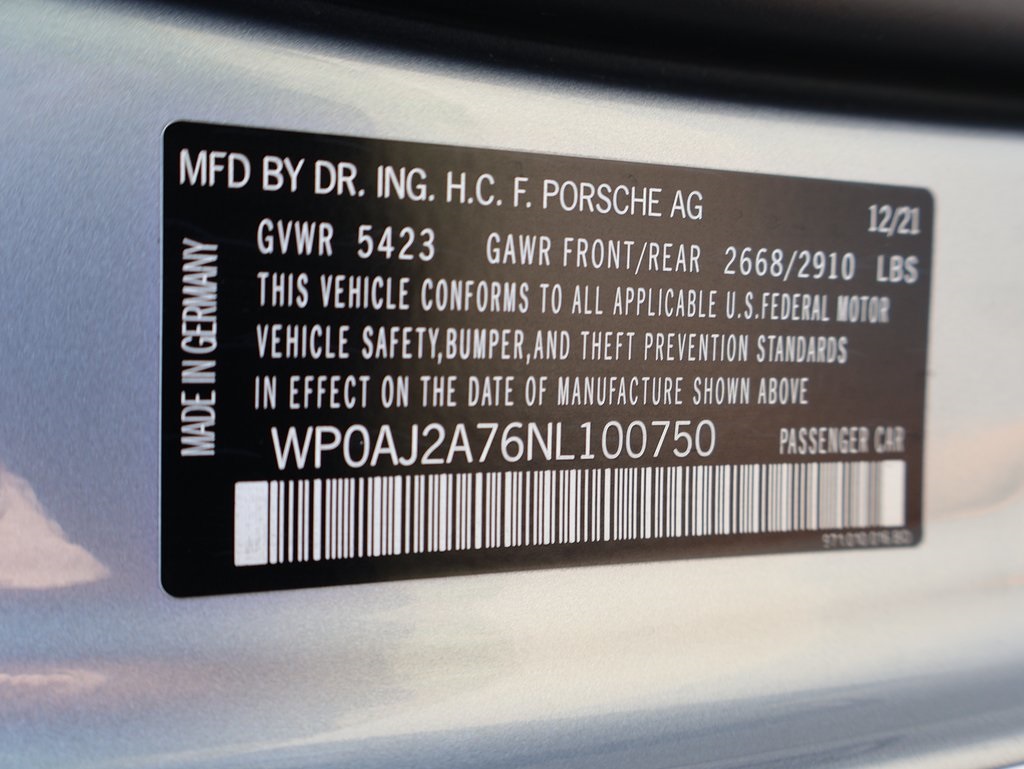 MFD BY DR. ING. H.C. F. PORSCHE AG
12/21
GVWR 5423 GAWR FRONT/REAR 2668/2910 LBS
THIS VEHICLE CONFORMS TO ALL APPLICABLE U.S.FEDERAL MOTOR
VEHICLE SAFETY,BUMPER,AND THEFT PREVENTION STANDARDS
IN EFFECT ON THE DATE OF MANUFACTURE SHOWN ABOVE
WP0AJ2A76NL100750 PASSENGER CAR
MADE IN GERMANY